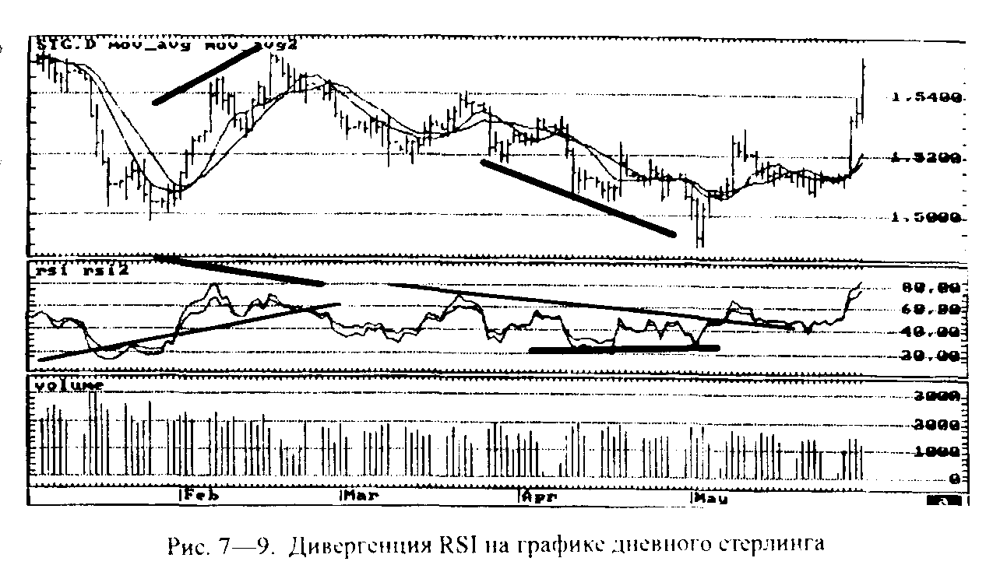 STG.D mov_avg mov_avg2
1.5400
1.5200
1.5000
rsi rsi2
80.00
60.00
40.00
20.00
volume
3000
2000
1000
0
Feb Mar Apr May
Рис. 7—9. Дивергенция RSI на графике дневного стерлинга